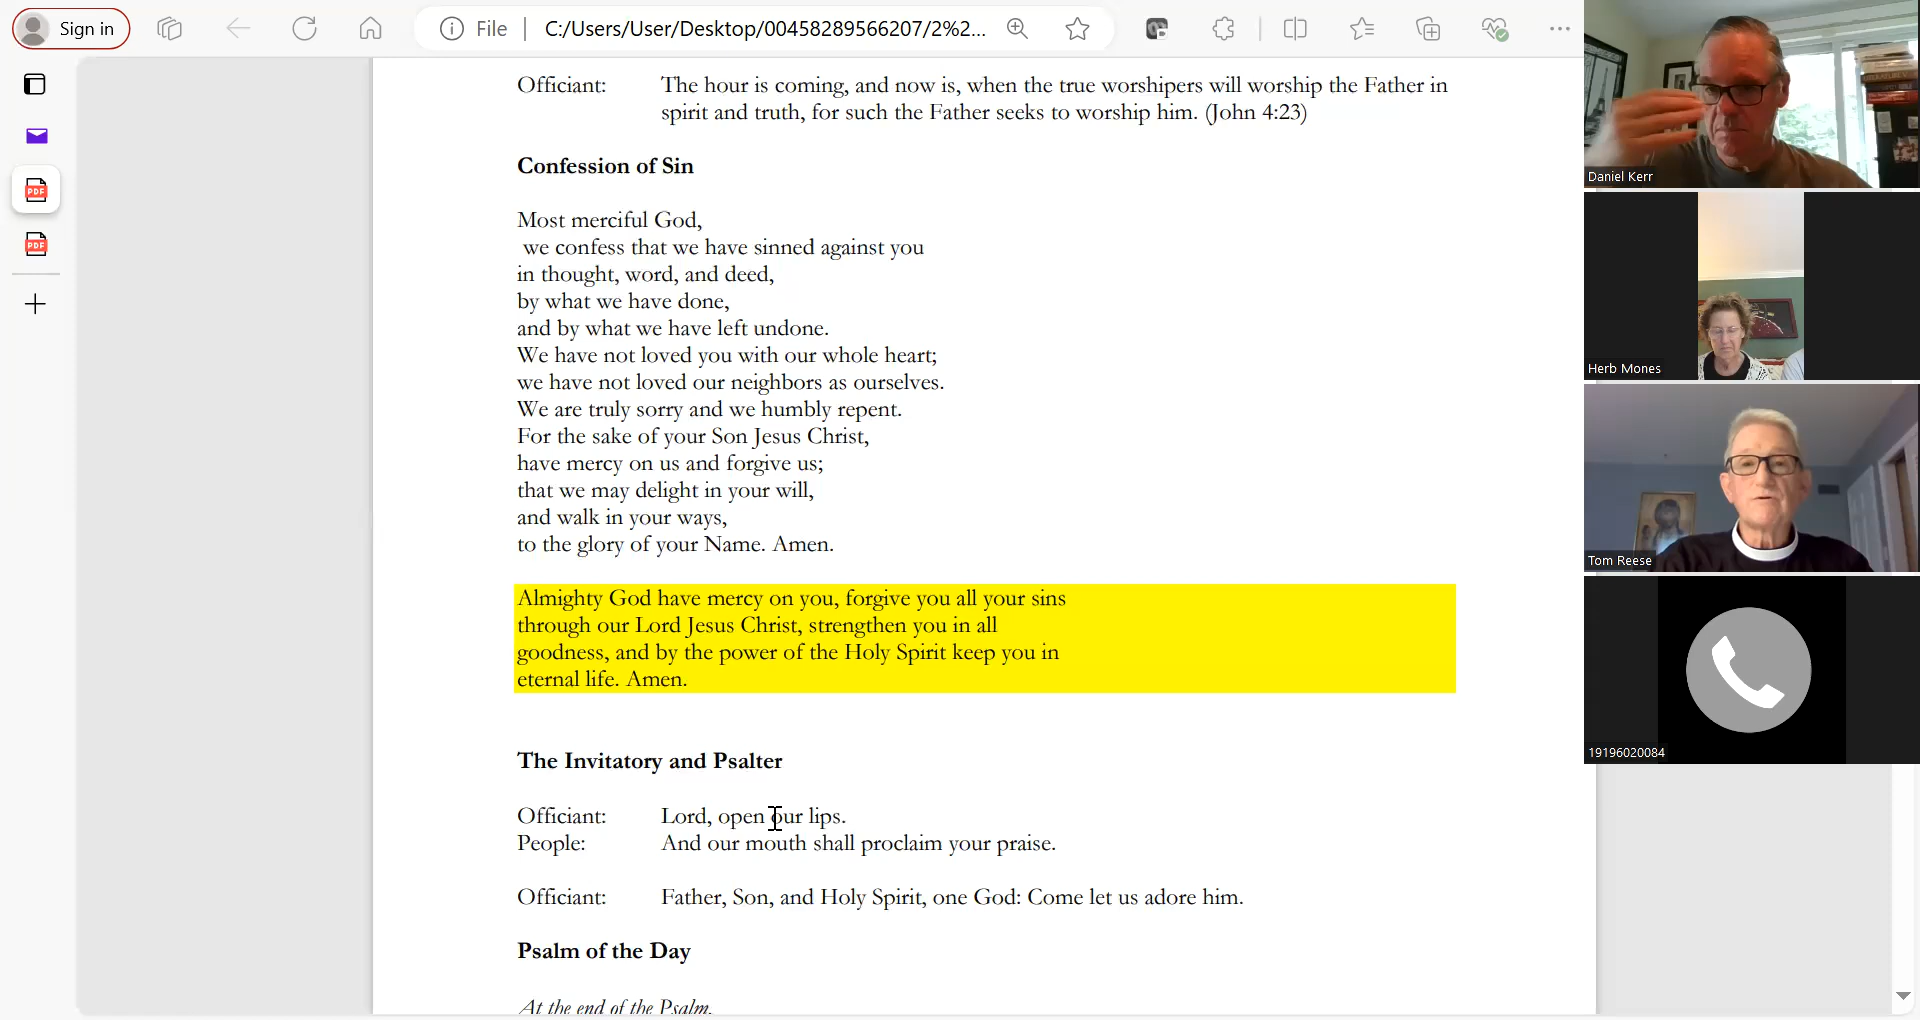 Sign in
File
C:/Users/User/Desktop/00458289566207/2%2...
Officiant: The hour is coming, and now is, when the true worshipers will worship the Father in
spirit and truth, for such the Father seeks to worship him. (John 4:23)
Confession of Sin
Most merciful God,
we confess that we have sinned against you
in thought, word, and deed,
by what we have done,
and by what we have left undone.
We have not loved you with our whole heart;
we have not loved our neighbors as ourselves.
We are truly sorry and we humbly repent.
For the sake of your Son Jesus Christ,
have mercy on us and forgive us;
that we may delight in your will,
and walk in your ways,
to the glory of your Name. Amen.
Almighty God have mercy on you, forgive you all your sins
through our Lord Jesus Christ, strengthen you in all
goodness, and by the power of the Holy Spirit keep you in
eternal life. Amen.
The Invitatory and Psalter
Officiant: Lord, open our lips.
People: And our mouth shall proclaim your praise.
Officiant: Father, Son, and Holy Spirit, one God: Come let us adore him.
Psalm of the Day
At the end of the Psalm,
PDF
PDF
Daniel Kerr
Herb Mones
Tom Reese
19196020084